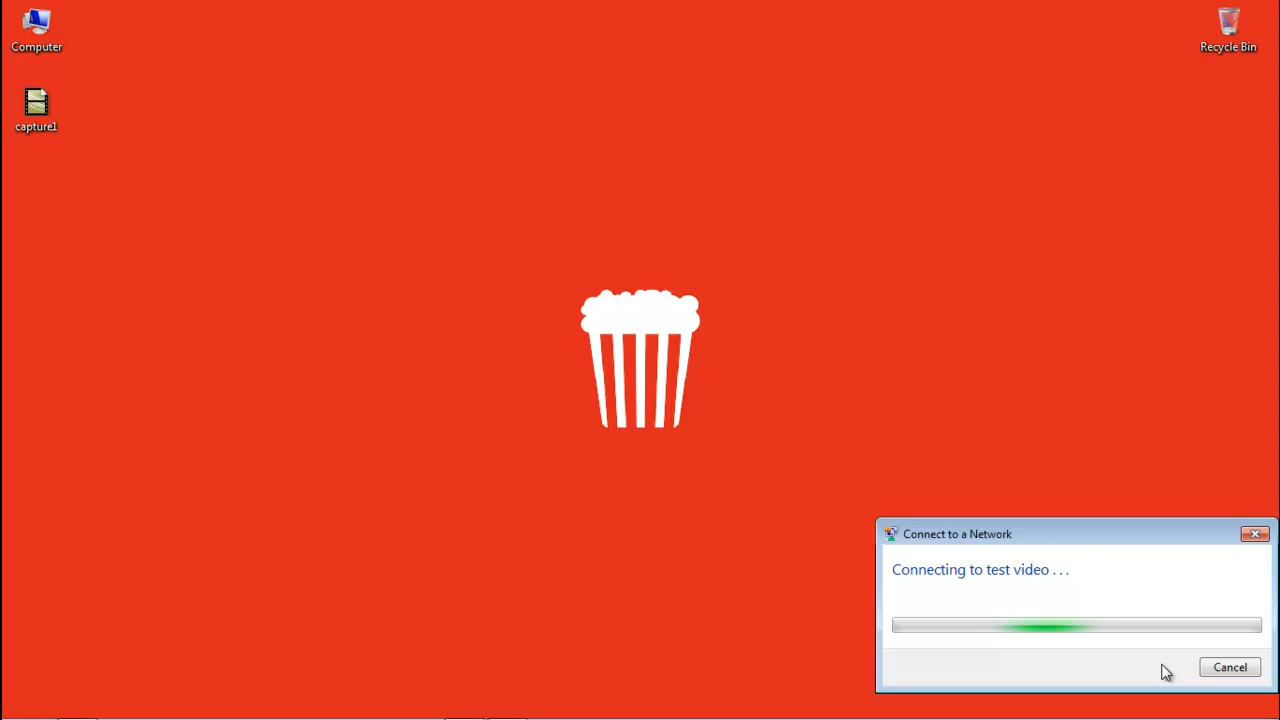 Computer
Recycle Bin
capture1
Connect to a Network
Connecting to test video . . .
Cancel